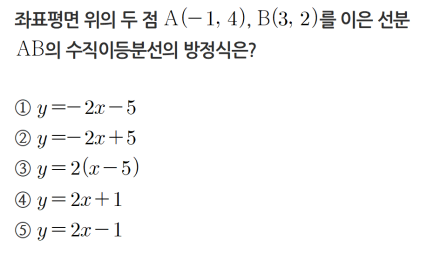 좌표평면 위의 두 점 A(-1, 4), B(3, 2)를 이은 선분
AB의 수직이등분선의 방정식은?
① y=-2x-5
② y=-2x+5
③ y=2(x-5)
④ y=2x+1
⑤ y=2x-1